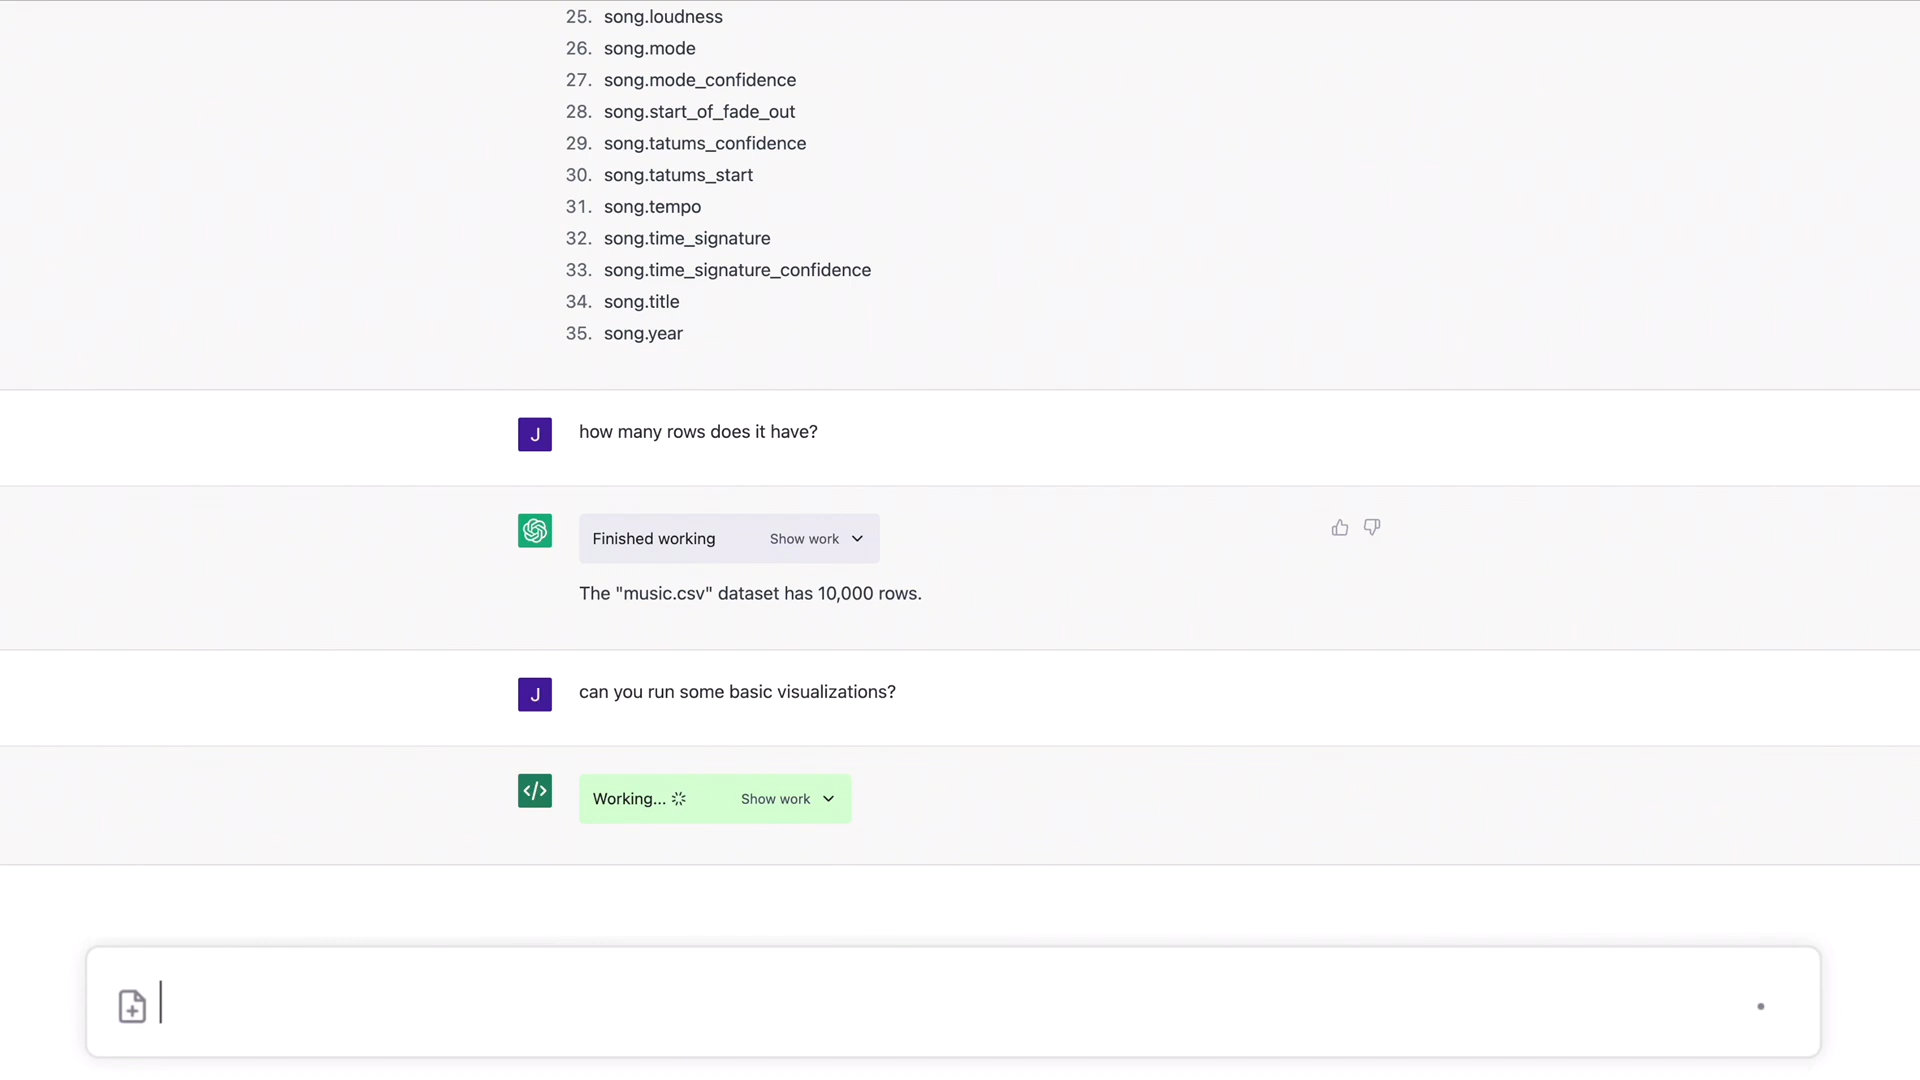 25. song.loudness
26. song.mode
27. song.mode_confidence
28. song.start_of_fade_out
29. song.tatums_confidence
30. song.tatums_start
31. song.tempo
32. song.time_signature
33. song.time_signature_confidence
34. song.title
35. song.year
J how many rows does it have?
Finished working Show work
The "music.csv" dataset has 10,000 rows.
J can you run some basic visualizations?
</> Working... Show work